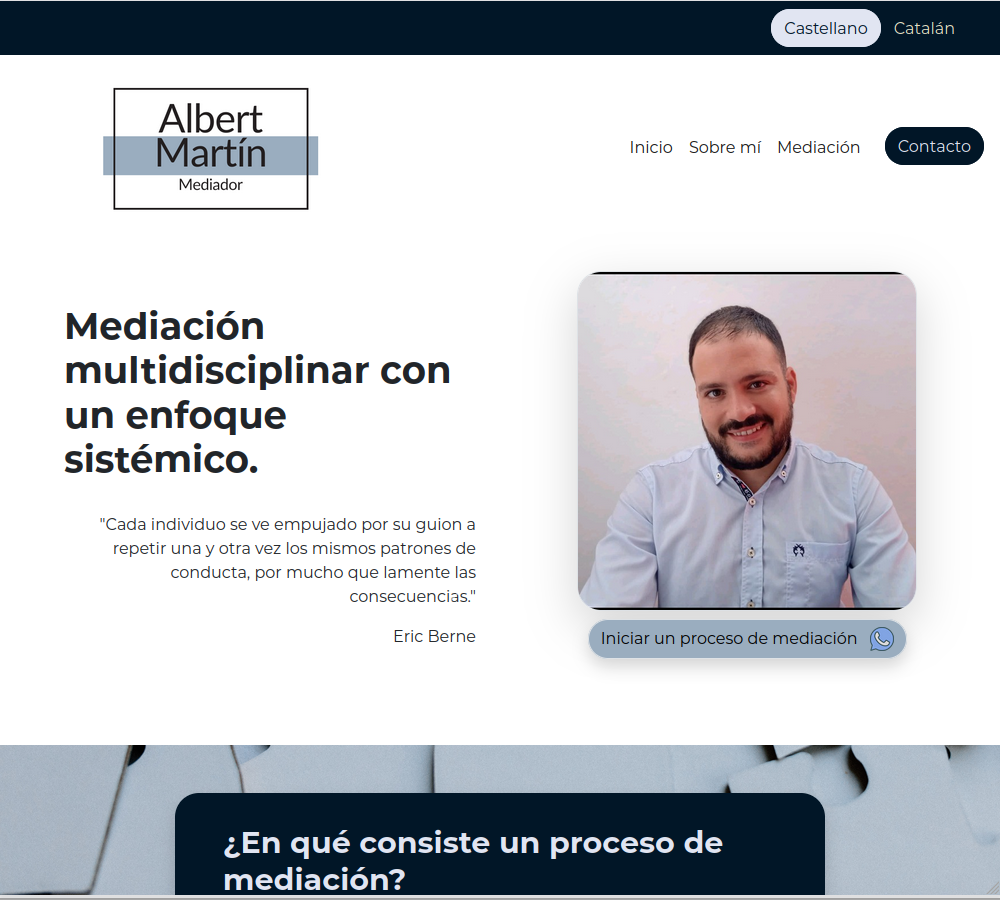 Castellano Catalán
Albert
Martín
Mediador
Inicio Sobre mí Mediación Contacto
Mediación
multidisciplinar con
un enfoque
sistémico.
"Cada individuo se ve empujado por su guion a
repetir una y otra vez los mismos patrones de
conducta, por mucho que lamente las
consecuencias."
Eric Berne
Iniciar un proceso de mediación
¿En qué consiste un proceso de
mediación?